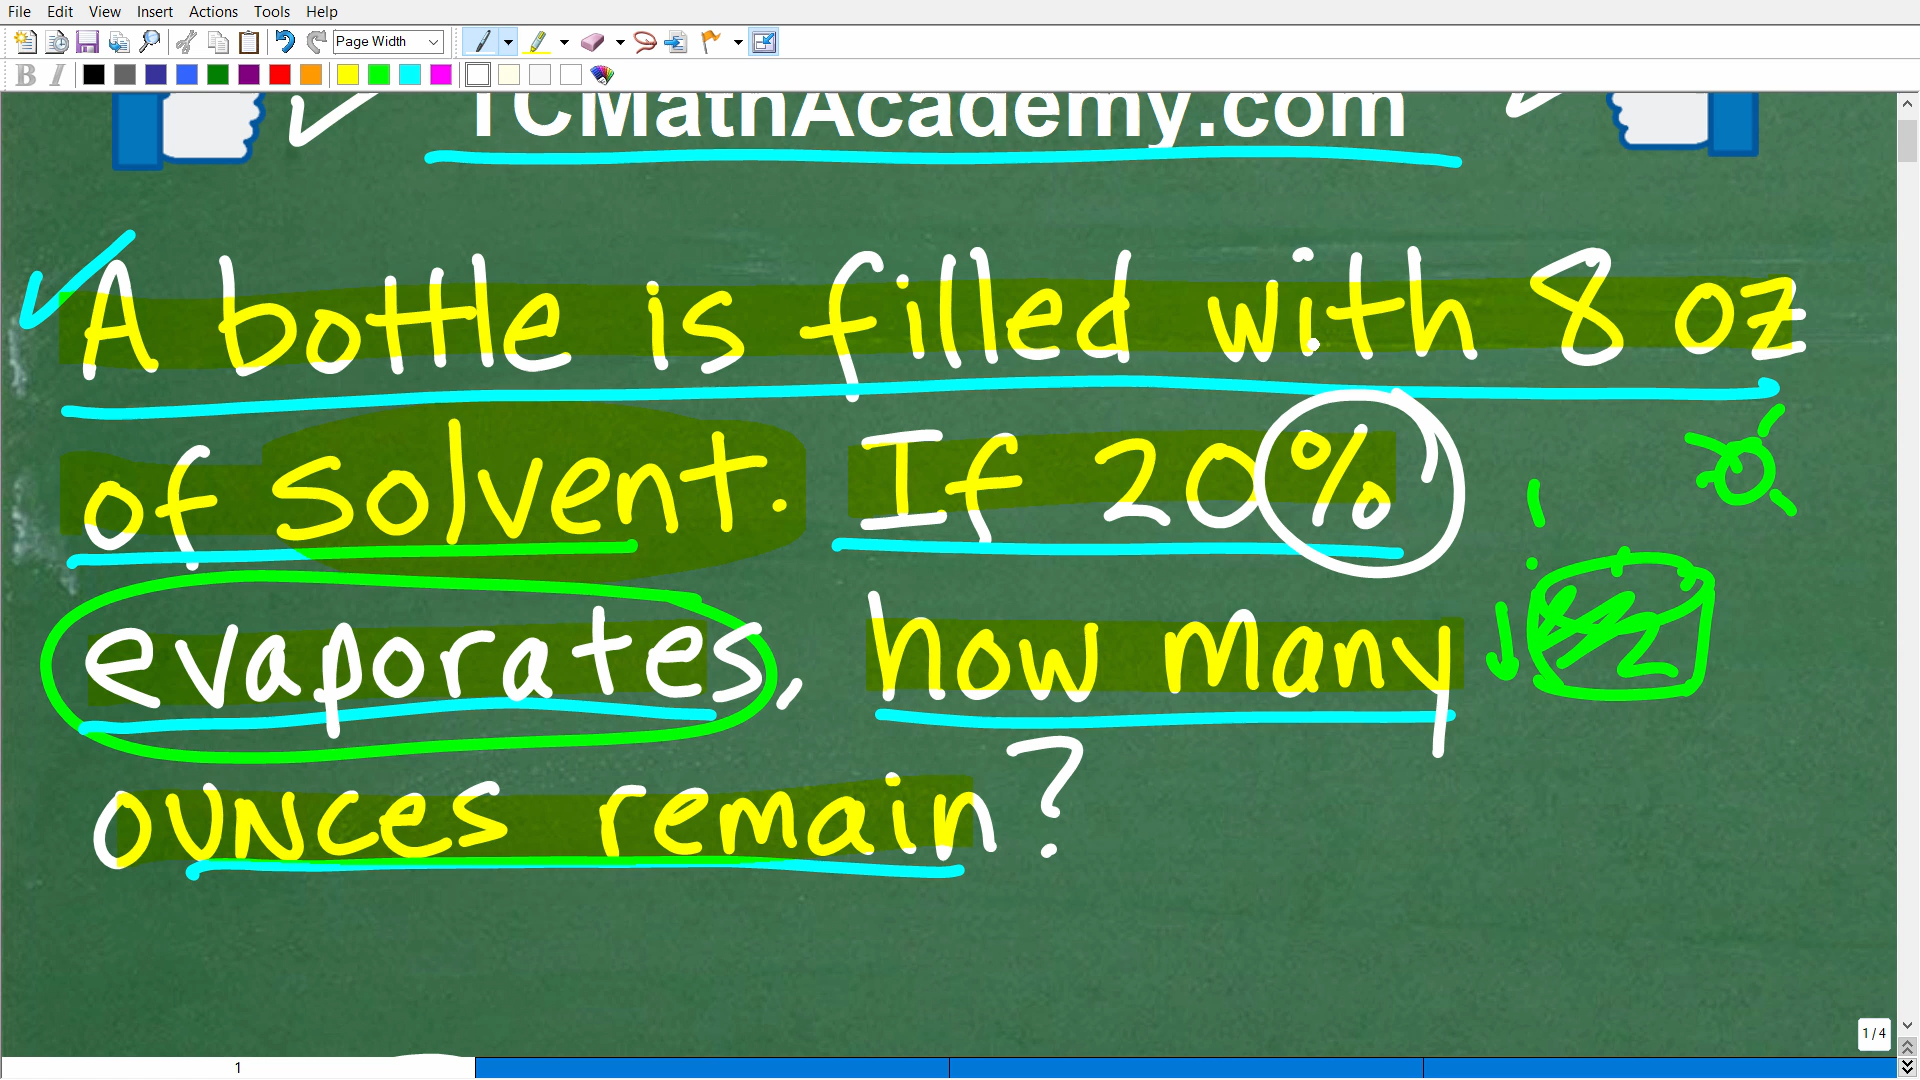 File Edit View Insert Actions Tools Help
Page Width
B I
TCMathAcademy.com
A bottle is filled with 8 oz
of solvent. If 20%
evaporates, how many
ounces remain?
1 / 4
1